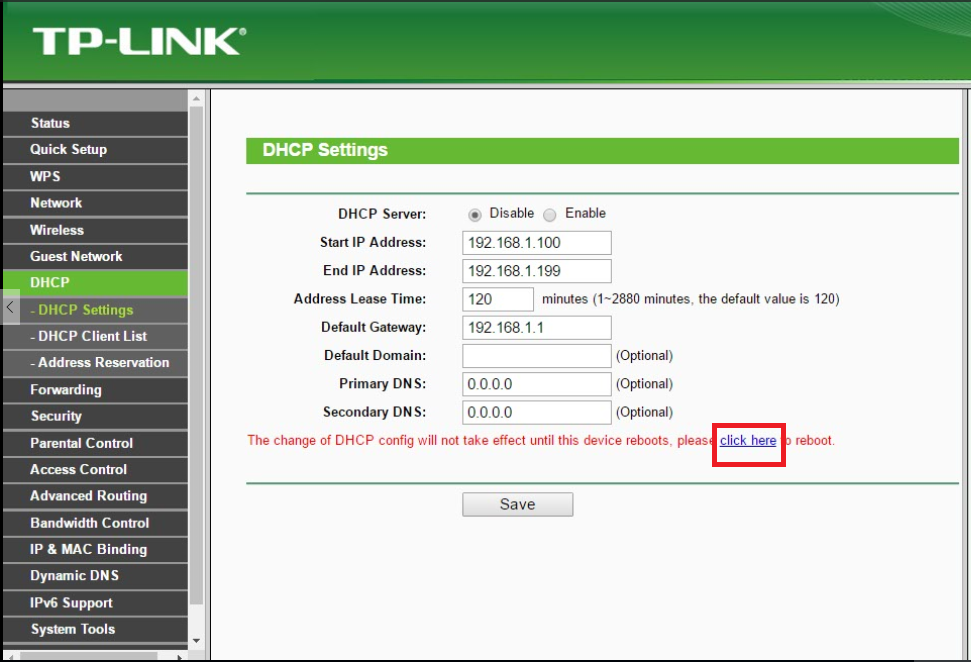 TP-LINK®
Status
Quick Setup
WPS
Network
Wireless
Guest Network
DHCP
- DHCP Settings
- DHCP Client List
- Address Reservation
Forwarding
Security
Parental Control
Access Control
Advanced Routing
Bandwidth Control
IP & MAC Binding
Dynamic DNS
IPv6 Support
System Tools
DHCP Settings
DHCP Server: Disable Enable
Start IP Address: 192.168.1.100
End IP Address: 192.168.1.199
Address Lease Time: 120 minutes (1~2880 minutes, the default value is 120)
Default Gateway: 192.168.1.1
Default Domain: (Optional)
Primary DNS: 0.0.0.0 (Optional)
Secondary DNS: 0.0.0.0 (Optional)
The change of DHCP config will not take effect until this device reboots, please click here to reboot.
Save